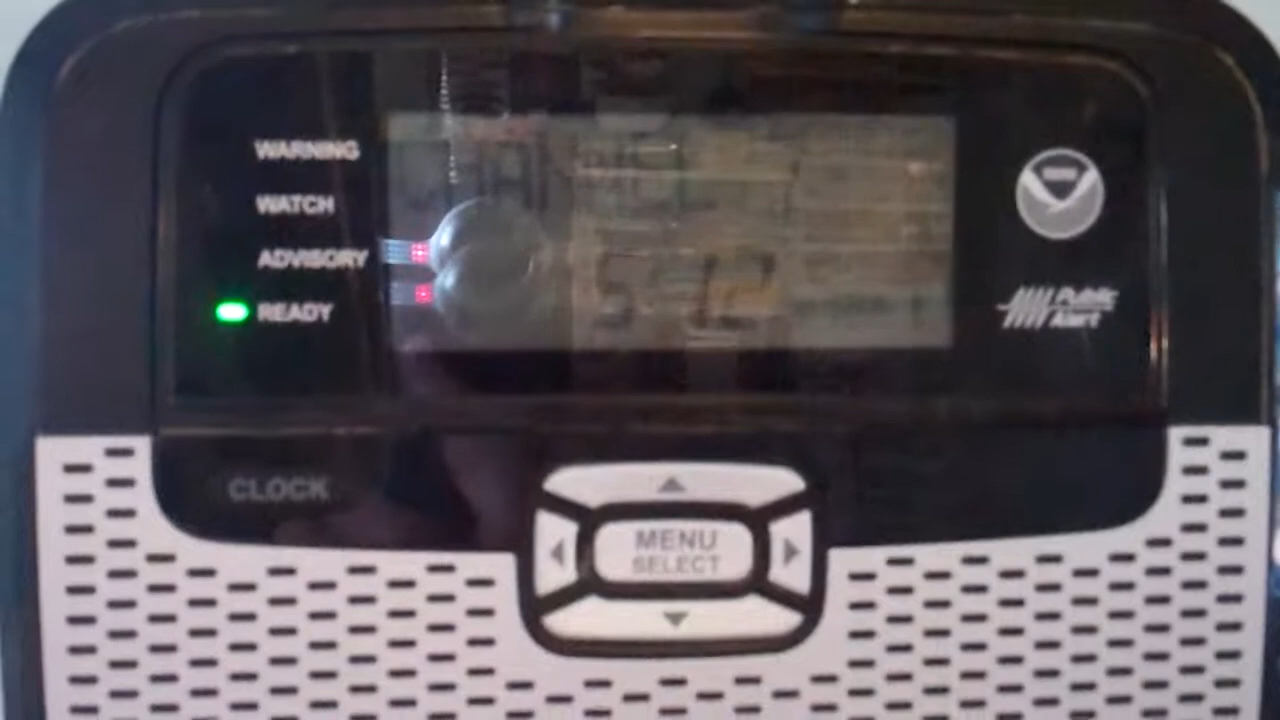 WARNING
WATCH
ADVISORY
READY
Public
Alert
CLOCK
MENU
SELECT